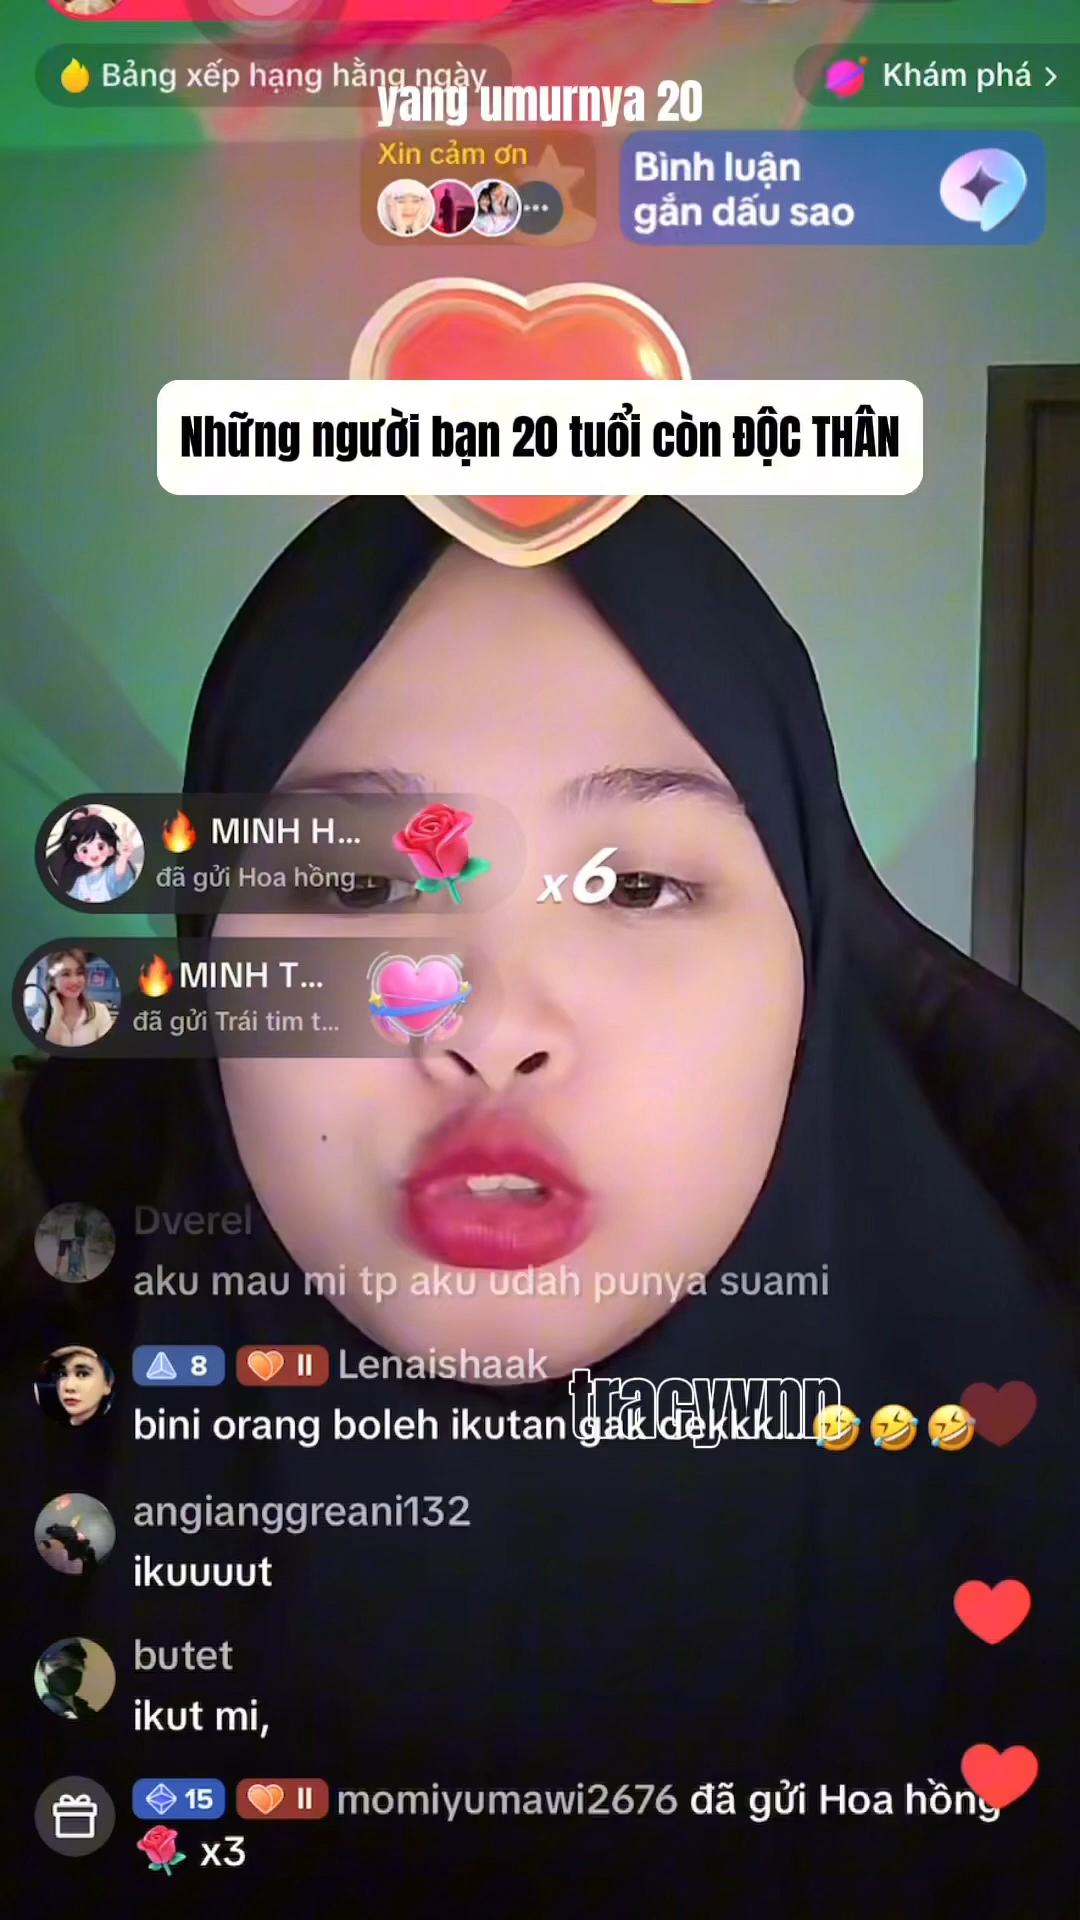 Bảng xếp hạng hằng ngày
Khám phá >
yang umurnya 20
Xin cảm ơn
Bình luận
gắn dấu sao
Những người bạn 20 tuổi còn ĐỘC THÂN
MINH H...
đã gửi Hoa hồng
x6
MINH T...
đã gửi Trái tim t...
Dverel
aku mau mi tp aku udah punya suami
8 II Lenaishaak
tracyvnn
bini orang boleh ikutan gak dekkk..
angianggreani132
ikuuuut
butet
ikut mi,
15 II momiyumawi2676 đã gửi Hoa hồng
x3